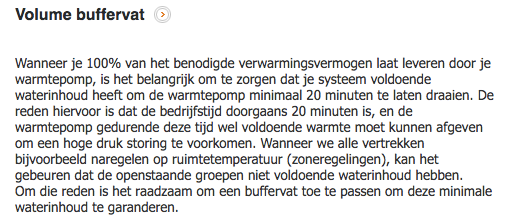 Volume buffervat
Wanneer je 100% van het benodigde verwarmingsvermogen laat leveren door je
warmtepomp, is het belangrijk om te zorgen dat je systeem voldoende
waterinhoud heeft om de warmtepomp minimaal 20 minuten te laten draaien. De
reden hiervoor is dat de bedrijfstijd doorgaans 20 minuten is, en de
warmtepomp gedurende deze tijd wel voldoende warmte moet kunnen afgeven
om een hoge druk storing te voorkomen. Wanneer we alle vertrekken
bijvoorbeeld naregelen op ruimtetemperatuur (zoneregelingen), kan het
gebeuren dat de openstaande groepen niet voldoende waterinhoud hebben.
Om die reden is het raadzaam om een buffervat toe te passen om deze minimale
waterinhoud te garanderen.